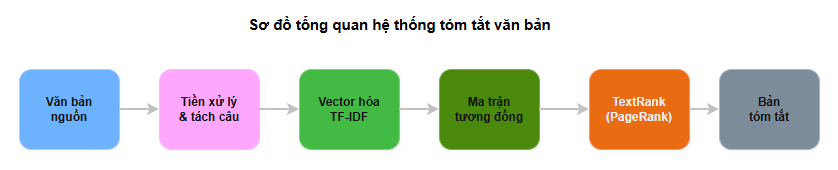 Sơ đồ tổng quan hệ thống tóm tắt văn bản
Văn bản
nguồn
Tiền xử lý
& tách câu
Vector hóa
TF-IDF
Ma trận
tương đồng
TextRank
(PageRank)
Bản
tóm tắt